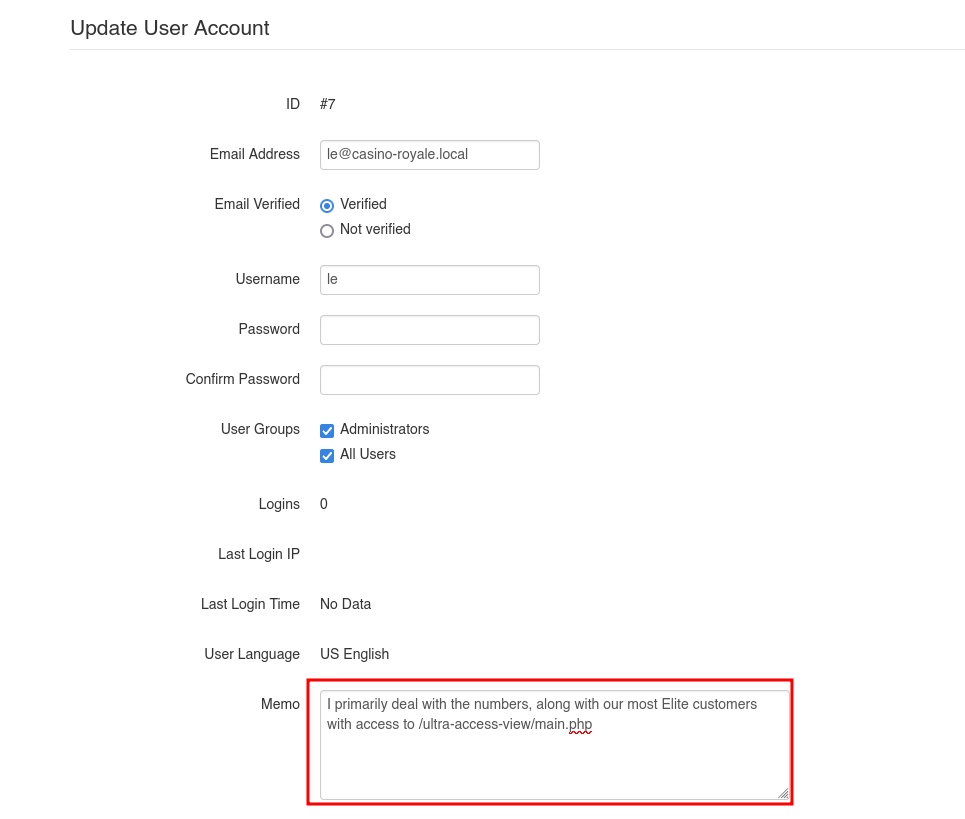 Update User Account
ID #7
Email Address le@casino-royale.local
Email Verified Verified
Not verified
Username le
Password
Confirm Password
User Groups Administrators
All Users
Logins 0
Last Login IP
Last Login Time No Data
User Language US English
Memo I primarily deal with the numbers, along with our most Elite customers
with access to /ultra-access-view/main.php